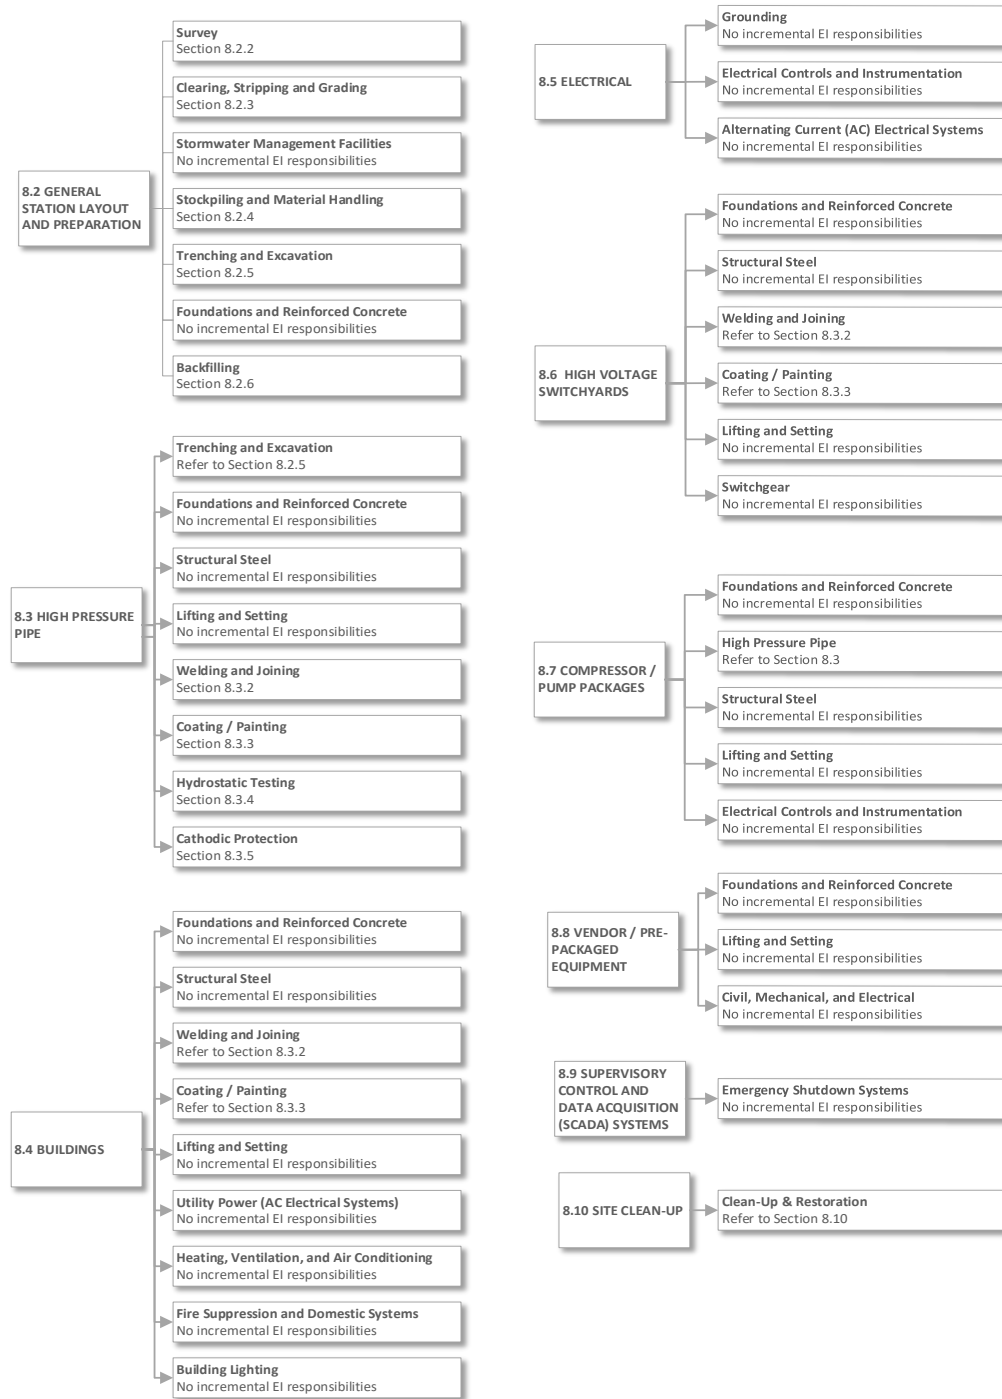 8.2 GENERAL
STATION LAYOUT
AND PREPARATION
Survey
Section 8.2.2
Clearing, Stripping and Grading
Section 8.2.3
Stormwater Management Facilities
No incremental EI responsibilities
Stockpiling and Material Handling
Section 8.2.4
Trenching and Excavation
Section 8.2.5
Foundations and Reinforced Concrete
No incremental EI responsibilities
Backfilling
Section 8.2.6
8.3 HIGH PRESSURE
PIPE
Trenching and Excavation
Refer to Section 8.2.5
Foundations and Reinforced Concrete
No incremental EI responsibilities
Structural Steel
No incremental EI responsibilities
Lifting and Setting
No incremental EI responsibilities
Welding and Joining
Section 8.3.2
Coating / Painting
Section 8.3.3
Hydrostatic Testing
Section 8.3.4
Cathodic Protection
Section 8.3.5
8.4 BUILDINGS
Foundations and Reinforced Concrete
No incremental EI responsibilities
Structural Steel
No incremental EI responsibilities
Welding and Joining
Refer to Section 8.3.2
Coating / Painting
Refer to Section 8.3.3
Lifting and Setting
No incremental EI responsibilities
Utility Power (AC Electrical Systems)
No incremental EI responsibilities
Heating, Ventilation, and Air Conditioning
No incremental EI responsibilities
Fire Suppression and Domestic Systems
No incremental EI responsibilities
Building Lighting
No incremental EI responsibilities
8.5 ELECTRICAL
Grounding
No incremental EI responsibilities
Electrical Controls and Instrumentation
No incremental EI responsibilities
Alternating Current (AC) Electrical Systems
No incremental EI responsibilities
8.6 HIGH VOLTAGE
SWITCHYARDS
Foundations and Reinforced Concrete
No incremental EI responsibilities
Structural Steel
No incremental EI responsibilities
Welding and Joining
Refer to Section 8.3.2
Coating / Painting
Refer to Section 8.3.3
Lifting and Setting
No incremental EI responsibilities
Switchgear
No incremental EI responsibilities
8.7 COMPRESSOR /
PUMP PACKAGES
Foundations and Reinforced Concrete
No incremental EI responsibilities
High Pressure Pipe
Refer to Section 8.3
Structural Steel
No incremental EI responsibilities
Lifting and Setting
No incremental EI responsibilities
Electrical Controls and Instrumentation
No incremental EI responsibilities
8.8 VENDOR / PRE-
PACKAGED
EQUIPMENT
Foundations and Reinforced Concrete
No incremental EI responsibilities
Lifting and Setting
No incremental EI responsibilities
Civil, Mechanical, and Electrical
No incremental EI responsibilities
8.9 SUPERVISORY
CONTROL AND
DATA ACQUISITION
(SCADA) SYSTEMS
Emergency Shutdown Systems
No incremental EI responsibilities
8.10 SITE CLEAN-UP
Clean-Up & Restoration
Refer to Section 8.10